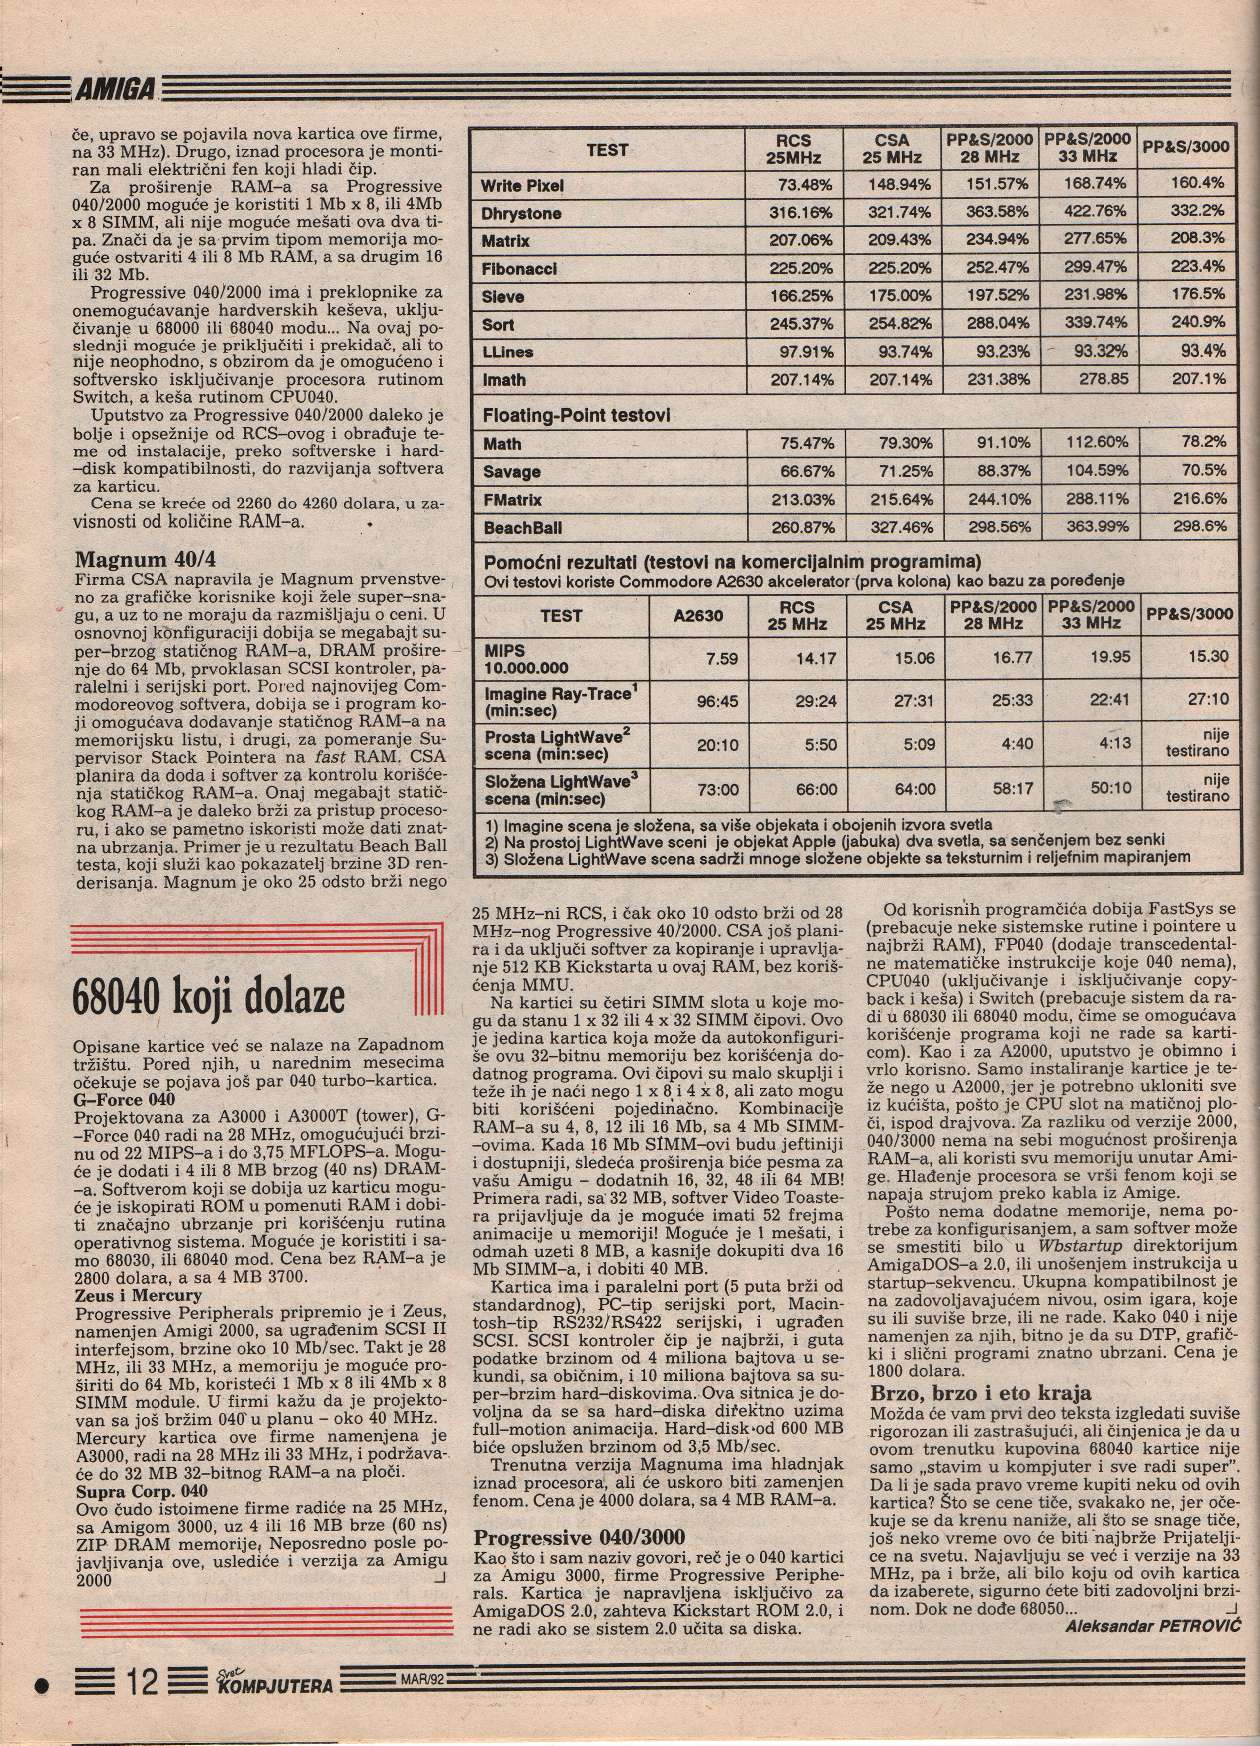 AMIGA
če, upravo se pojavila nova kartica ove firme,
na 33 MHz). Drugo, iznad procesora je monti-
ran mali električni fen koji hladi čip.
Za proširenje RAM–a sa Progressive
040/2000 moguće je koristiti 1 Mb x 8, ili 4Mb
x 8 SIMM, ali nije moguće mešati ova dva ti-
pa. Znači da je sa prvim tipom memorija mo-
guće ostvariti 4 ili 8 Mb RAM, a sa drugim 16
ili 32 Mb.
Progressive 040/2000 ima i preklopnike za
onemogućavanje hardverskih keševa, uklju-
čivanje u 68000 ili 68040 modu... Na ovaj po-
slednji moguće je priključiti i prekidač, ali to
nije neophodno, s obzirom da je omogućeno i
softversko isključivanje procesora rutinom
Switch, a keša rutinom CPU040.
Uputstvo za Progressive 040/2000 daleko je
bolje i opsežnije od RCS–ovog i obrađuje te-
me od instalacije, preko softverske i hard-
–disk kompatibilnosti, do razvijanja softvera
za karticu.
Cena se kreće od 2260 do 4260 dolara, u za-
visnosti od količine RAM–a.
Magnum 40/4
Firma CSA napravila je Magnum prvenstve-
no za grafičke korisnike koji žele super–sna-
gu, a uz to ne moraju da razmišljaju o ceni. U
osnovnoj konfiguraciji dobija se megabajt su-
per–brzog statičnog RAM–a, DRAM prošire-
nje do 64 Mb, prvoklasan SCSI kontroler, pa-
ralelni i serijski port. Pored najnovijeg Com-
modoreovog softvera, dobija se i program ko-
ji omogućava dodavanje statičnog RAM–a na
memorijsku listu, i drugi, za pomeranje Su-
pervisor Stack Pointera na fast RAM. CSA
planira da doda i softver za kontrolu korišće-
nja statičkog RAM–a. Onaj megabajt statič-
kog RAM–a je daleko brži za pristup proceso-
ru, i ako se pametno iskoristi može dati znat-
na ubrzanja. Primer je u rezultatu Beach Ball
testa, koji služi kao pokazatelj brzine 3D ren-
derisanja. Magnum je oko 25 odsto brži nego
TEST RCS 25MHz CSA 25 MHz PP&S/2000 28 MHz PP&S/2000 33 MHz PP&S/3000
Write Pixel 73.48% 148.94% 151.57% 168.74% 160.4%
Dhrystone 316.16% 321.74% 363.58% 422.76% 332.2%
Matrix 207.06% 209.43% 234.94% 277.65% 208.3%
Fibonacci 225.20% 225.20% 252.47% 299.47% 223.4%
Sieve 166.25% 175.00% 197.52% 231.98% 176.5%
Sort 245.37% 254.82% 288.04% 339.74% 240.9%
LLines 97.91% 93.74% 93.23% 93.32% 93.4%
Imath 207.14% 207.14% 231.38% 278.85 207.1%
Floating-Point testovi
Math 75.47% 79.30% 91.10% 112.60% 78.2%
Savage 66.67% 71.25% 88.37% 104.59% 70.5%
FMatrix 213.03% 215.64% 244.10% 288.11% 216.6%
BeachBall 260.87% 327.46% 298.56% 363.99% 298.6%
Pomoćni rezultati (testovi na komercijalnim programima)
Ovi testovi koriste Commodore A2630 akcelerator (prva kolona) kao bazu za poređenje
TEST A2630 RCS 25 MHz CSA 25 MHz PP&S/2000 28 MHz PP&S/2000 33 MHz PP&S/3000
MIPS 10.000.000 7.59 14.17 15.06 16.77 19.95 15.30
Imagine Ray-Trace1 (min:sec) 96:45 29:24 27:31 25:33 22:41 27:10
Prosta LightWave2 scena (min:sec) 20:10 5:50 5:09 4:40 4:13 nije testirano
Složena LightWave3 scena (min:sec) 73:00 66:00 64:00 58:17 50:10 nije testirano
1) Imagine scena je složena, sa više objekata i obojenih izvora svetla
2) Na prostoj LightWave sceni je objekat Apple (jabuka) dva svetla, sa senčenjem bez senki
3) Složena LightWave scena sadrži mnoge složene objekte sa teksturnim i reljefnim mapiranjem
68040 koji dolaze
Opisane kartice već se nalaze na Zapadnom
tržištu. Pored njih, u narednim mesecima
očekuje se pojava još par 040 turbo–kartica.
G–Force 040
Projektovana za A3000 i A3000T (tower), G-
–Force 040 radi na 28 MHz, omogućujući brzi-
nu od 22 MIPS–a i do 3,75 MFLOPS–a. Mogu-
će je dodati i 4 ili 8 MB brzog (40 ns) DRAM-
–a. Softverom koji se dobija uz karticu mogu-
će je iskopirati ROM u pomenuti RAM i dobi-
ti značajno ubrzanje pri korišćenju rutina
operativnog sistema. Moguće je koristiti i sa-
mo 68030, ili 68040 mod. Cena bez RAM–a je
2800 dolara, a sa 4 MB 3700.
Zeus i Mercury
Progressive Peripherals pripremio je i Zeus,
namenjen Amigi 2000, sa ugrađenim SCSI II
interfejsom, brzine oko 10 Mb/sec. Takt je 28
MHz, ili 33 MHz, a memoriju je moguće pro-
širiti do 64 Mb, koristeći 1 Mb x 8 ili 4Mb x 8
SIMM module. U firmi kažu da je projekto-
van sa još bržim 040 u planu – oko 40 MHz.
Mercury kartica ove firme namenjena je
A3000, radi na 28 MHz ili 33 MHz, i podržava-
će do 32 MB 32–bitnog RAM–a na ploči.
Supra Corp. 040
Ovo čudo istoimene firme radiće na 25 MHz,
sa Amigom 3000, uz 4 ili 16 MB brze (60 ns)
ZIP DRAM memorije, Neposredno posle po-
javljivanja ove, uslediće i verzija za Amigu
2000
25 MHz–ni RCS, i čak oko 10 odsto brži od 28
MHz–nog Progressive 40/2000. CSA još plani-
ra i da uključi softver za kopiranje i upravlja-
nje 512 KB Kickstarta u ovaj RAM, bez koriš-
ćenja MMU.
Na kartici su četiri SIMM slota u koje mo-
gu da stanu 1 x 32 ili 4 x 32 SIMM čipovi. Ovo
je jedina kartica koja može da autokonfiguri-
še ovu 32–bitnu memoriju bez korišćenja do-
datnog programa. Ovi čipovi su malo skuplji i
teže ih je naći nego 1 x 8 i 4 x 8, ali zato mogu
biti korišćeni pojedinačno. Kombinacije
RAM–a su 4, 8, 12 ili 16 Mb, sa 4 Mb SIMM-
–ovima. Kada 16 Mb SIMM–ovi budu jeftiniji
i dostupniji, sledeća proširenja biće pesma za
vašu Amigu – dodatnih 16, 32, 48 ili 64 MB!
Primera radi, sa 32 MB, softver Video Toaste-
ra prijavljuje da je moguće imati 52 frejma
animacije u memoriji! Moguće je 1 mešati, i
odmah uzeti 8 MB, a kasnije dokupiti dva 16
Mb SIMM–a, i dobiti 40 MB.
Kartica ima i paralelni port (5 puta brži od
standardnog), PC–tip serijski port, Macin-
tosh–tip RS232/RS422 serijski, i ugrađen
SCSI. SCSI kontroler čip je najbrži, i guta
podatke brzinom od 4 miliona bajtova u se-
kundi, sa običnim, i 10 miliona bajtova sa su-
per–brzim hard–diskovima. Ova sitnica je do-
voljna da se sa hard–diska direktno uzima
full–motion animacija. Hard–disk od 600 MB
biće opslužen brzinom od 3,5 Mb/sec.
Trenutna verzija Magnuma ima hladnjak
iznad procesora, ali će uskoro biti zamenjen
fenom. Cena je 4000 dolara, sa 4 MB RAM–a.
Progressive 040/3000
Kao što i sam naziv govori, reč je o 040 kartici
za Amigu 3000, firme Progressive Periphe-
rals. Kartica je napravljena isključivo za
AmigaDOS 2.0, zahteva Kickstart ROM 2.0, i
ne radi ako se sistem 2.0 učita sa diska.
Od korisnih programčića dobija FastSys se
(prebacuje neke sistemske rutine i pointere u
najbrži RAM), FP040 (dodaje transcedental-
ne matematičke instrukcije koje 040 nema),
CPU040 (uključivanje i isključivanje copy-
back i keša) i Switch (prebacuje sistem da ra-
di u 68030 ili 68040 modu, čime se omogućava
korišćenje programa koji ne rade sa karti-
com). Kao i za A2000, uputstvo je obimno i
vrlo korisno. Samo instaliranje kartice je te-
že nego u A2000, jer je potrebno ukloniti sve
iz kućišta, pošto je CPU slot na matičnoj plo-
či, ispod drajvova. Za razliku od verzije 2000,
040/3000 nema na sebi mogućnost proširenja
RAM–a, ali koristi svu memoriju unutar Ami-
ge. Hlađenje procesora se vrši fenom koji se
napaja strujom preko kabla iz Amige.
Pošto nema dodatne memorije, nema po-
trebe za konfigurisanjem, a sam softver može
se smestiti bilo u Wbstartup direktorijum
AmigaDOS–a 2.0, ili unošenjem instrukcija u
startup–sekvencu. Ukupna kompatibilnost je
na zadovoljavajućem nivou, osim igara, koje
su ili suviše brze, ili ne rade. Kako 040 i nije
namenjen za njih, bitno je da su DTP, grafič-
ki i slični programi znatno ubrzani. Cena je
1800 dolara.
Brzo, brzo i eto kraja
Možda će vam prvi deo teksta izgledati suviše
rigorozan ili zastrašujući, ali činjenica je da u
ovom trenutku kupovina 68040 kartice nije
samo „stavim u kompjuter i sve radi super”.
Da li je sada pravo vreme kupiti neku od ovih
kartica? Što se cene tiče, svakako ne, jer oče-
kuje se da krenu naniže, ali što se snage tiče,
još neko vreme ovo će biti najbrže Prijatelji-
ce na svetu. Najavljuju se već i verzije na 33
MHz, pa i brže, ali bilo koju od ovih kartica
da izaberete, sigurno ćete biti zadovoljni brzi-
nom. Dok ne dođe 68050...
Aleksandar PETROVIĆ
12 Svet KOMPJUTERA MAR/92